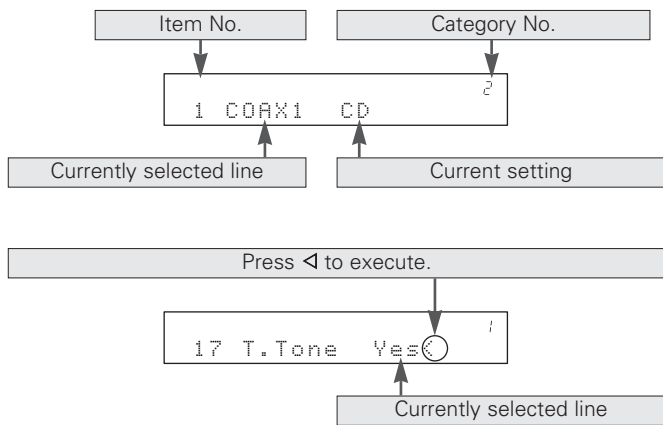 Item No. Category No.
2
1 COAX1 CD
Currently selected line Current setting
Press ◁ to execute.
1
17 T.Tone Yes<
Currently selected line